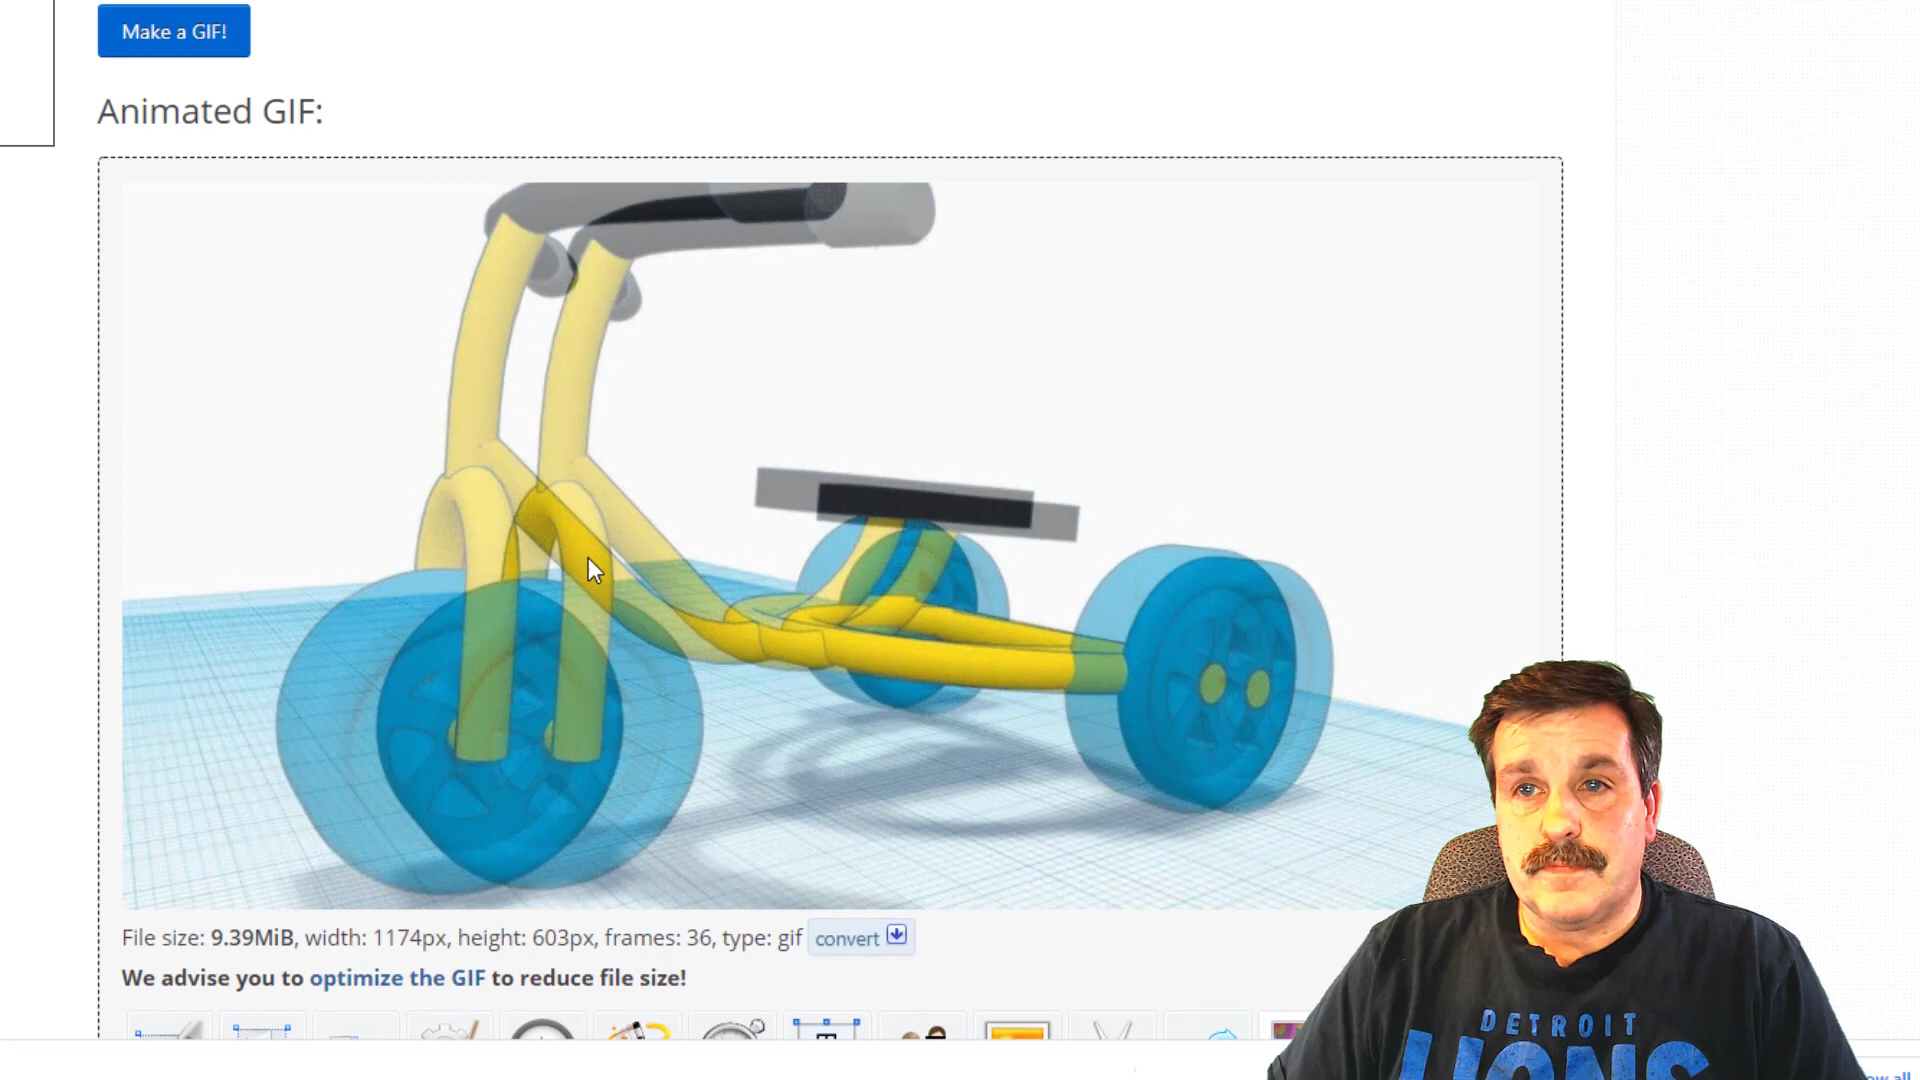 Make a GIF!
Animated GIF:
File size: 9.39MiB, width: 1174px, height: 603px, frames: 36, type: gif convert
We advise you to optimize the GIF to reduce file size!
DETROIT
LIONS